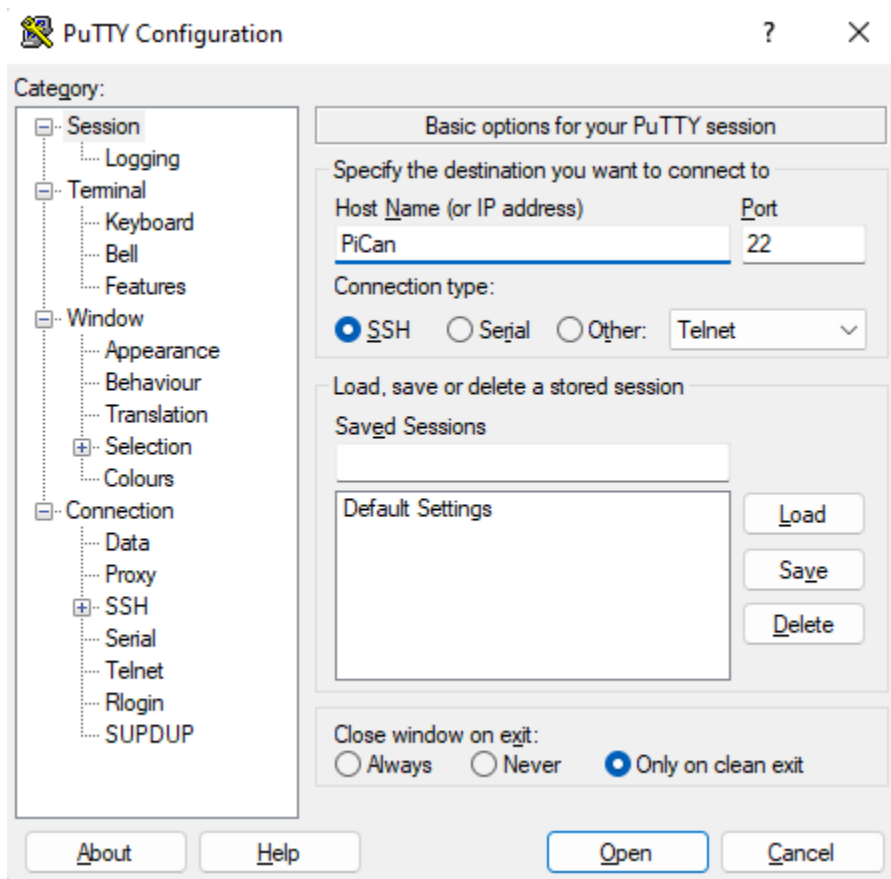 PuTTY Configuration ?
Category:
Session
Logging
Terminal
Keyboard
Bell
Features
Window
Appearance
Behaviour
Translation
Selection
Colours
Connection
Data
Proxy
SSH
Serial
Telnet
Rlogin
SUPDUP
Basic options for your PuTTY session
Specify the destination you want to connect to
Host Name (or IP address) Port
PiCan 22
Connection type:
SSH Serial Other: Telnet
Load, save or delete a stored session
Saved Sessions
Default Settings
Load
Save
Delete
Close window on exit:
Always Never Only on clean exit
About Help Open Cancel